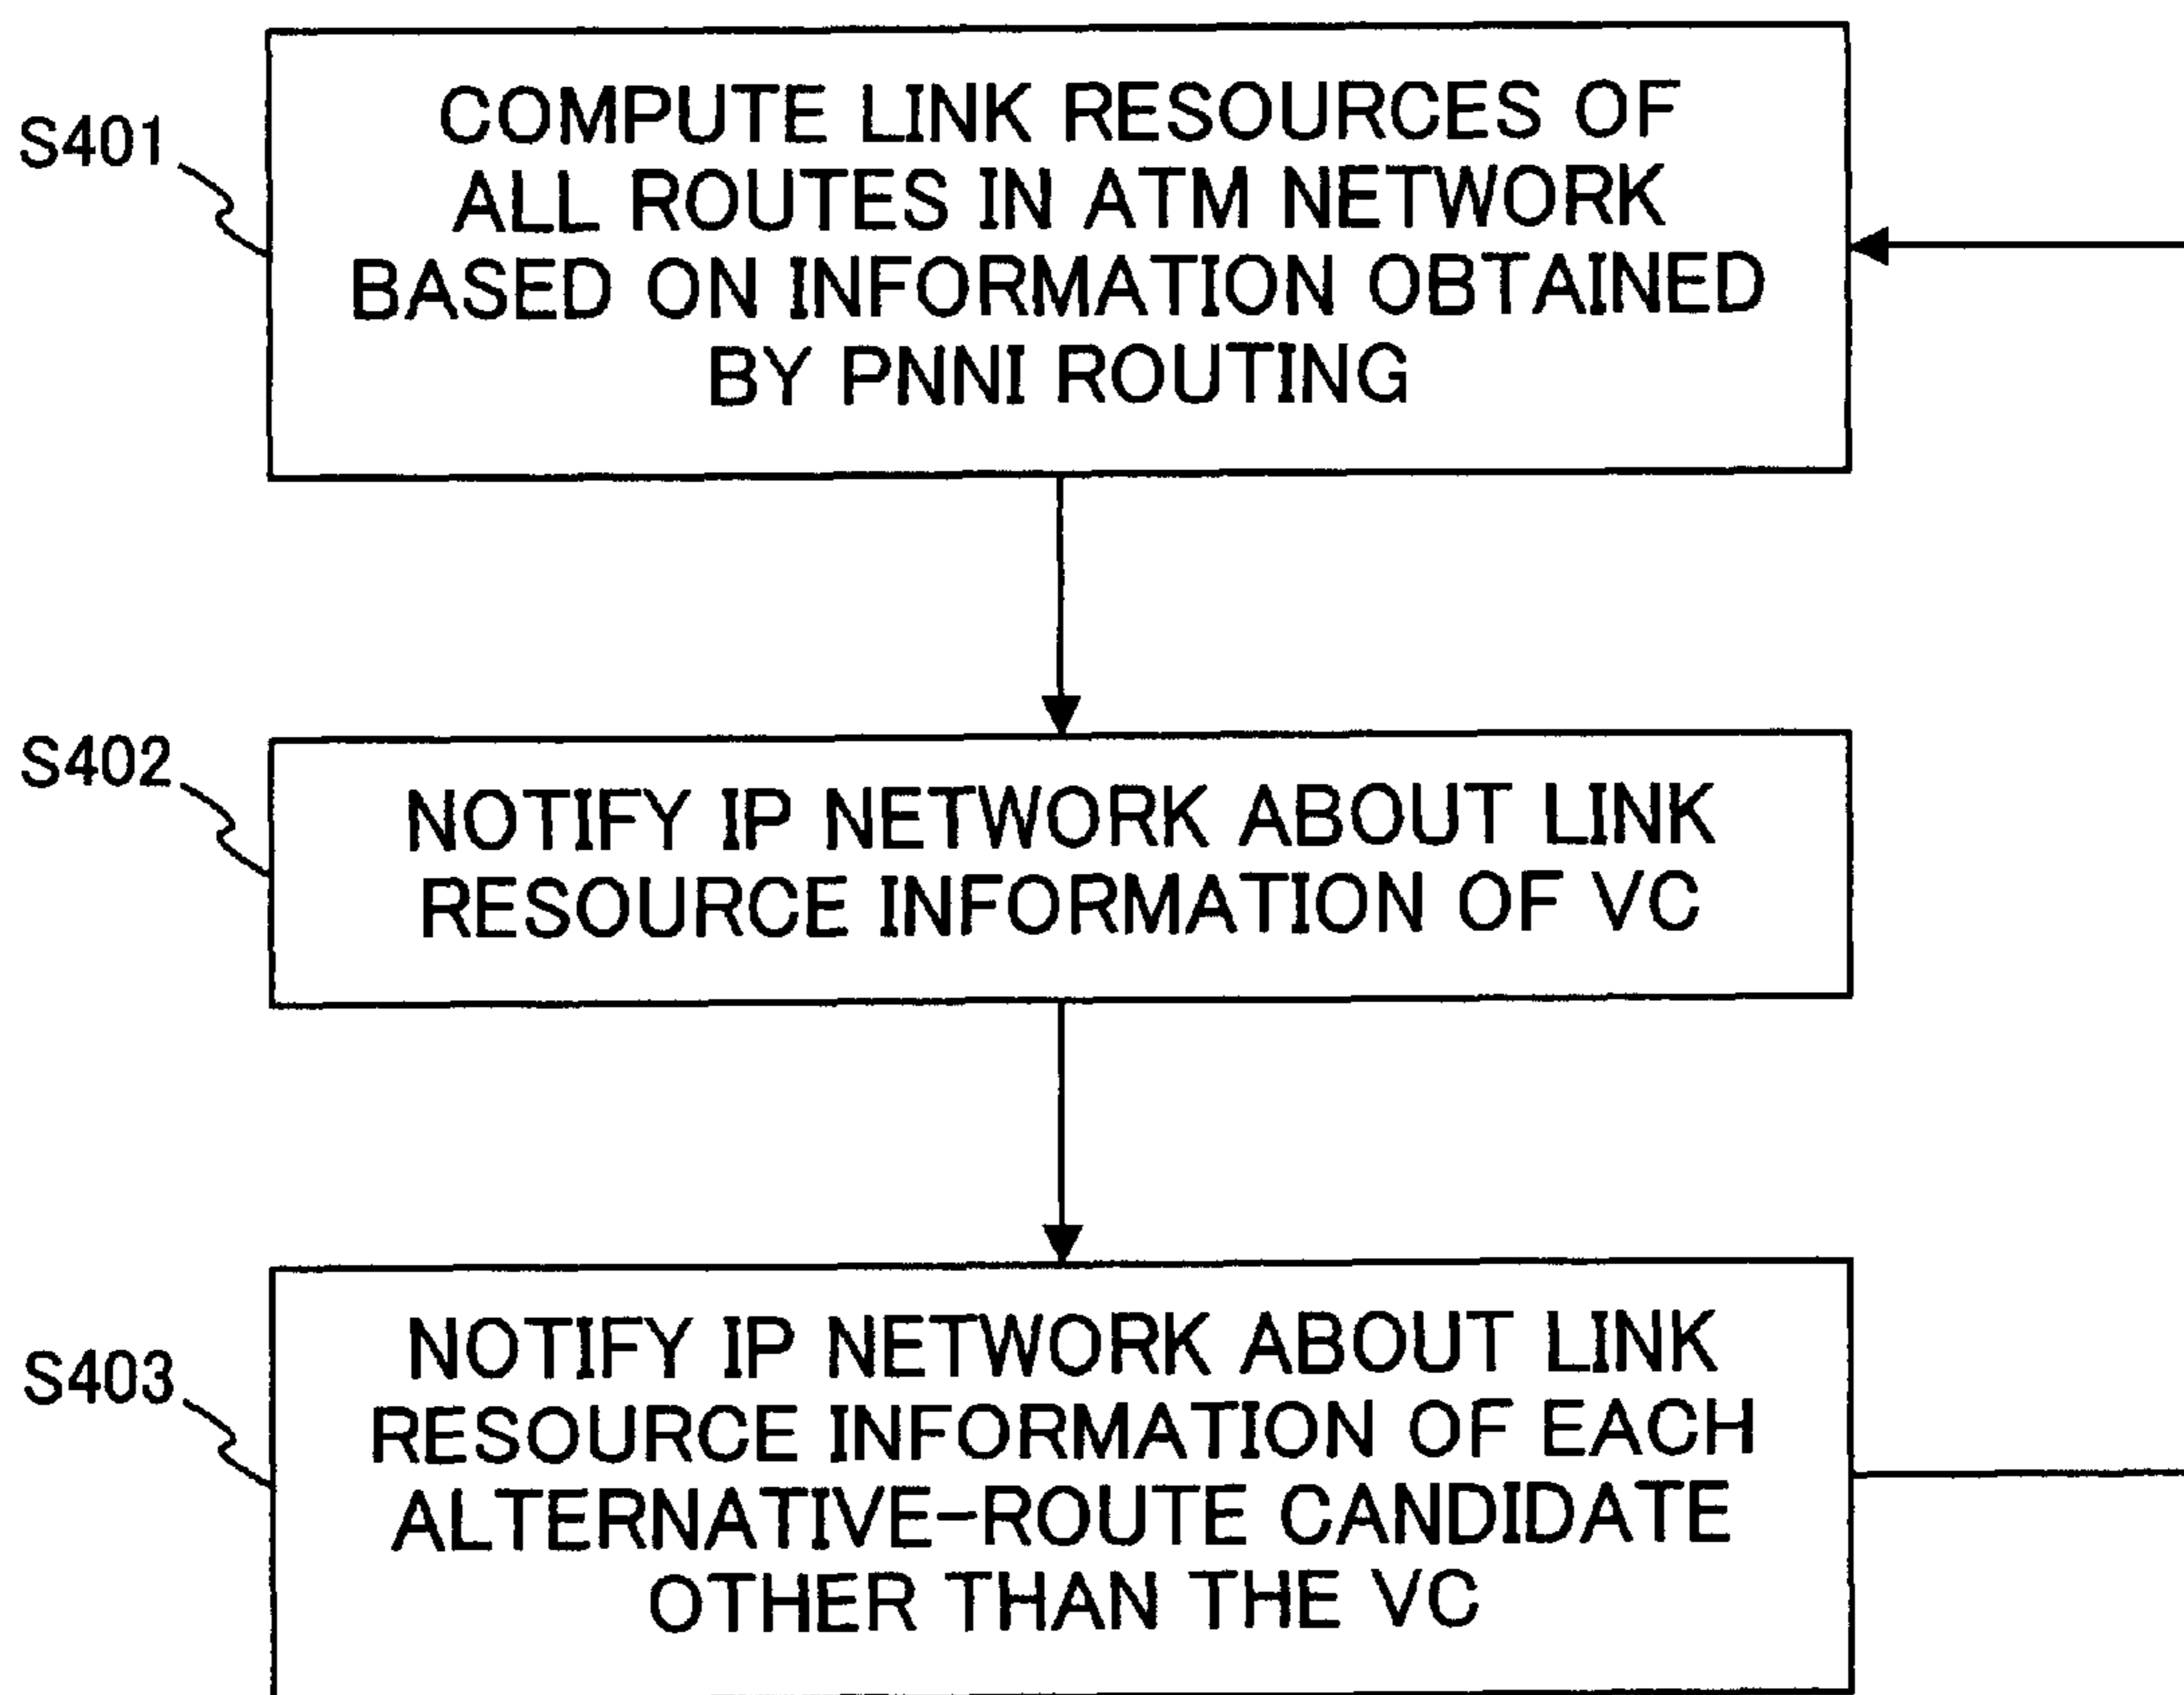 S401
COMPUTE LINK RESOURCES OF
ALL ROUTES IN ATM NETWORK
BASED ON INFORMATION OBTAINED
BY PNNI ROUTING
S402
NOTIFY IP NETWORK ABOUT LINK
RESOURCE INFORMATION OF VC
S403
NOTIFY IP NETWORK ABOUT LINK
RESOURCE INFORMATION OF EACH
ALTERNATIVE-ROUTE CANDIDATE
OTHER THAN THE VC